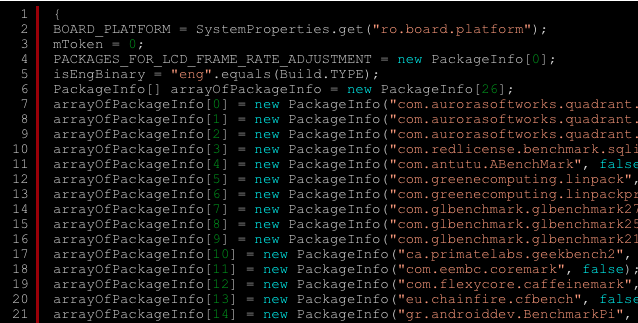 1 {
2 BOARD_PLATFORM = SystemProperties.get("ro.board.platform");
3 mToken = 0;
4 PACKAGES_FOR_LCD_FRAME_RATE_ADJUSTMENT = new PackageInfo[0];
5 isEngBinary = "eng".equals(Build.TYPE);
6 PackageInfo[] arrayOfPackageInfo = new PackageInfo[26];
7 arrayOfPackageInfo[0] = new PackageInfo("com.aurorasoftworks.quadrant.
8 arrayOfPackageInfo[1] = new PackageInfo("com.aurorasoftworks.quadrant.
9 arrayOfPackageInfo[2] = new PackageInfo("com.aurorasoftworks.quadrant.
10 arrayOfPackageInfo[3] = new PackageInfo("com.redlicense.benchmark.sqli
11 arrayOfPackageInfo[4] = new PackageInfo("com.antutu.ABenchMark", false
12 arrayOfPackageInfo[5] = new PackageInfo("com.greenecomputing.linpack",
13 arrayOfPackageInfo[6] = new PackageInfo("com.greenecomputing.linpackpr
14 arrayOfPackageInfo[7] = new PackageInfo("com.glbenchmark.glbenchmark27
15 arrayOfPackageInfo[8] = new PackageInfo("com.glbenchmark.glbenchmark25
16 arrayOfPackageInfo[9] = new PackageInfo("com.glbenchmark.glbenchmark21
17 arrayOfPackageInfo[10] = new PackageInfo("ca.primatelabs.geekbench2",
18 arrayOfPackageInfo[11] = new PackageInfo("com.eembc.coremark", false);
19 arrayOfPackageInfo[12] = new PackageInfo("com.flexycore.caffeinemark",
20 arrayOfPackageInfo[13] = new PackageInfo("eu.chainfire.cfbench", false
21 arrayOfPackageInfo[14] = new PackageInfo("gr.androiddev.BenchmarkPi",